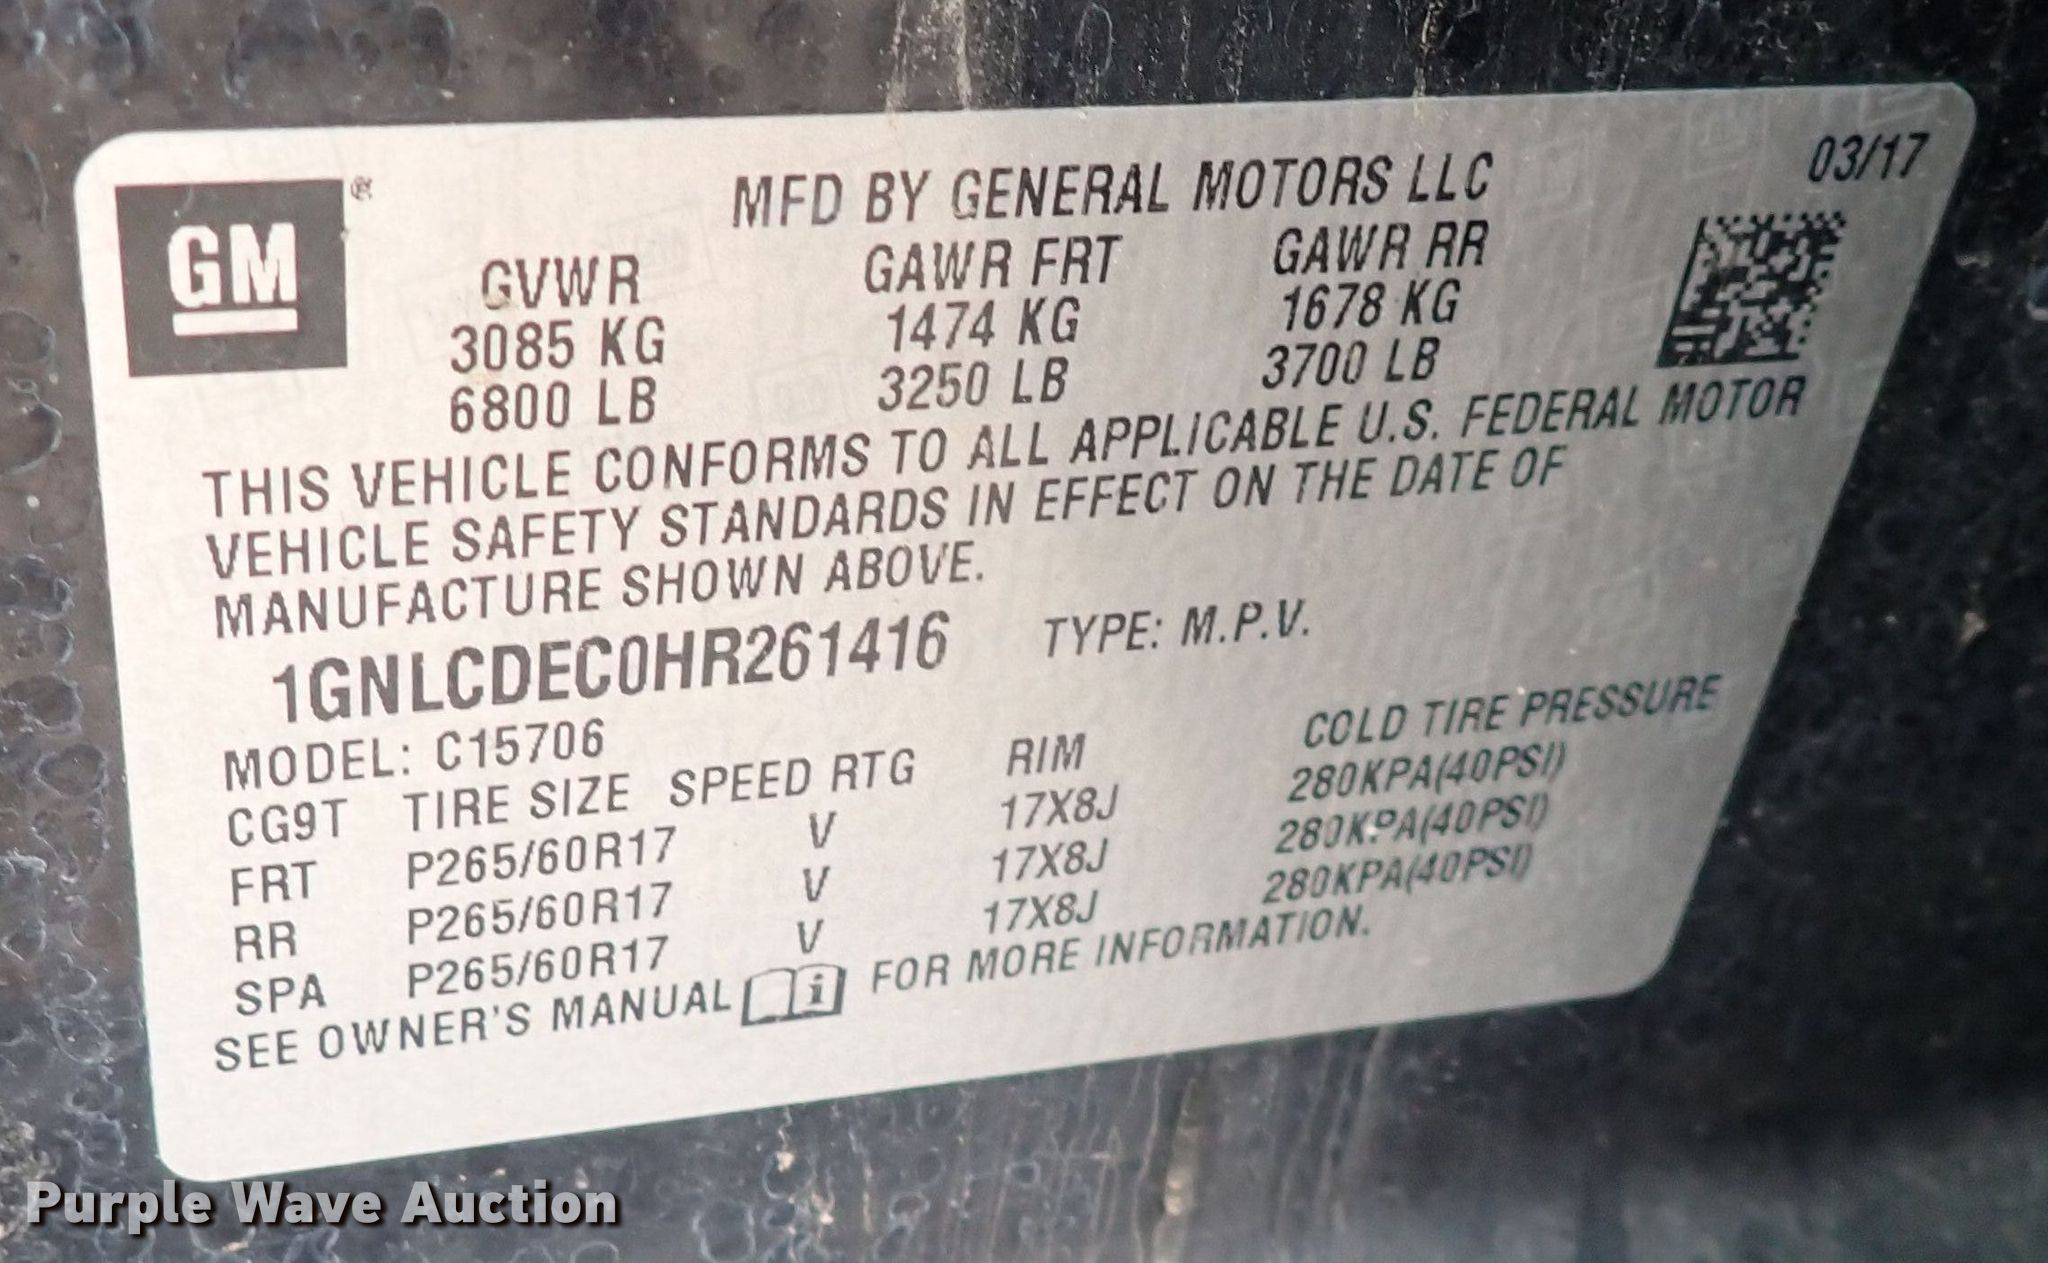 GM ®
MFD BY GENERAL MOTORS LLC 03/17
GVWR GAWR FRT GAWR RR
3085 KG 1474 KG 1678 KG
6800 LB 3250 LB 3700 LB
THIS VEHICLE CONFORMS TO ALL APPLICABLE U.S. FEDERAL MOTOR
VEHICLE SAFETY STANDARDS IN EFFECT ON THE DATE OF
MANUFACTURE SHOWN ABOVE.
1GNLCDEC0HR261416 TYPE: M.P.V.
MODEL: C15706
CG9T TIRE SIZE SPEED RTG RIM COLD TIRE PRESSURE
FRT P265/60R17 V 17X8J 280KPA(40PSI)
RR P265/60R17 V 17X8J 280KPA(40PSI)
SPA P265/60R17 V 17X8J 280KPA(40PSI)
SEE OWNER'S MANUAL i FOR MORE INFORMATION.
Purple Wave Auction